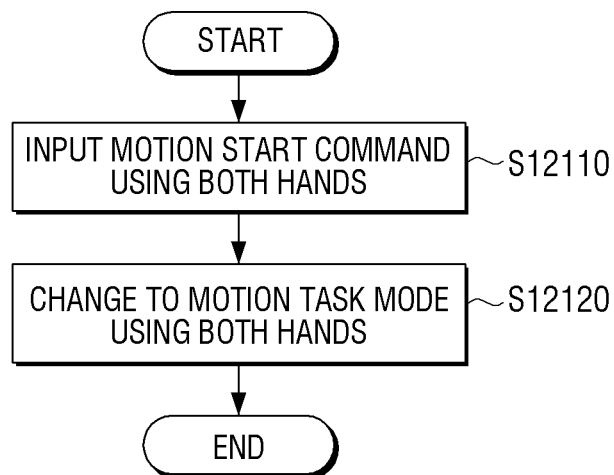 START
INPUT MOTION START COMMAND
USING BOTH HANDS
S12110
CHANGE TO MOTION TASK MODE
USING BOTH HANDS
S12120
END